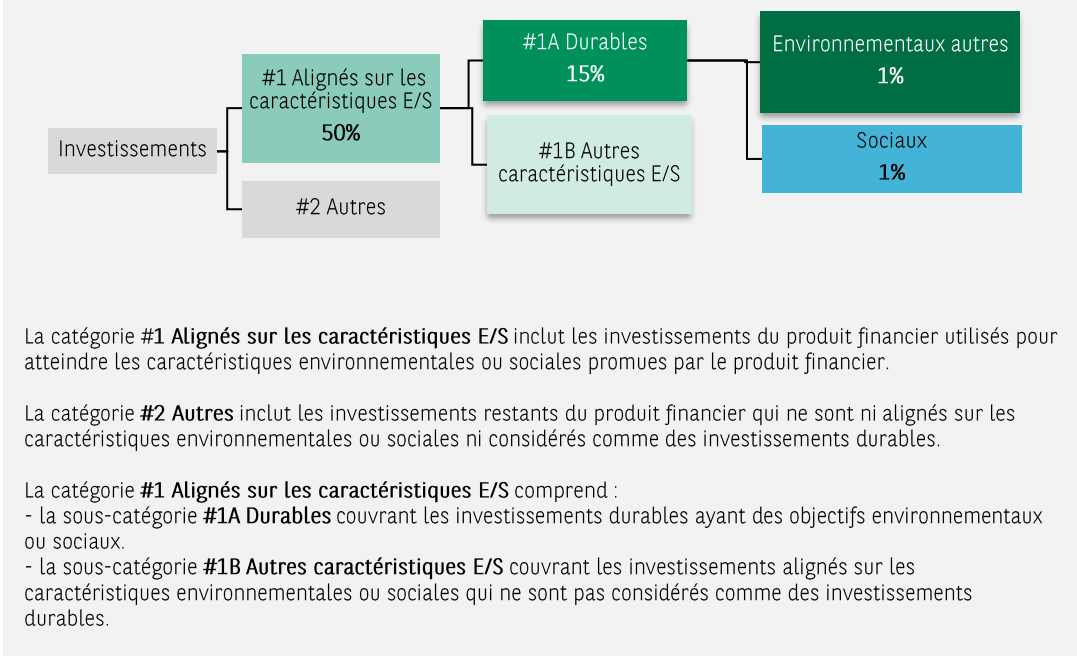 Investissements
#1 Alignés sur les
caractéristiques E/S
50%
#2 Autres
#1A Durables
15%
#1B Autres
caractéristiques E/S
Environnementaux autres
1%
Sociaux
1%
La catégorie #1 Alignés sur les caractéristiques E/S inclut les investissements du produit financier utilisés pour
atteindre les caractéristiques environnementales ou sociales promues par le produit financier.
La catégorie #2 Autres inclut les investissements restants du produit financier qui ne sont ni alignés sur les
caractéristiques environnementales ou sociales ni considérés comme des investissements durables.
La catégorie #1 Alignés sur les caractéristiques E/S comprend :
- la sous-catégorie #1A Durables couvrant les investissements durables ayant des objectifs environnementaux
ou sociaux.
- la sous-catégorie #1B Autres caractéristiques E/S couvrant les investissements alignés sur les
caractéristiques environnementales ou sociales qui ne sont pas considérés comme des investissements
durables.